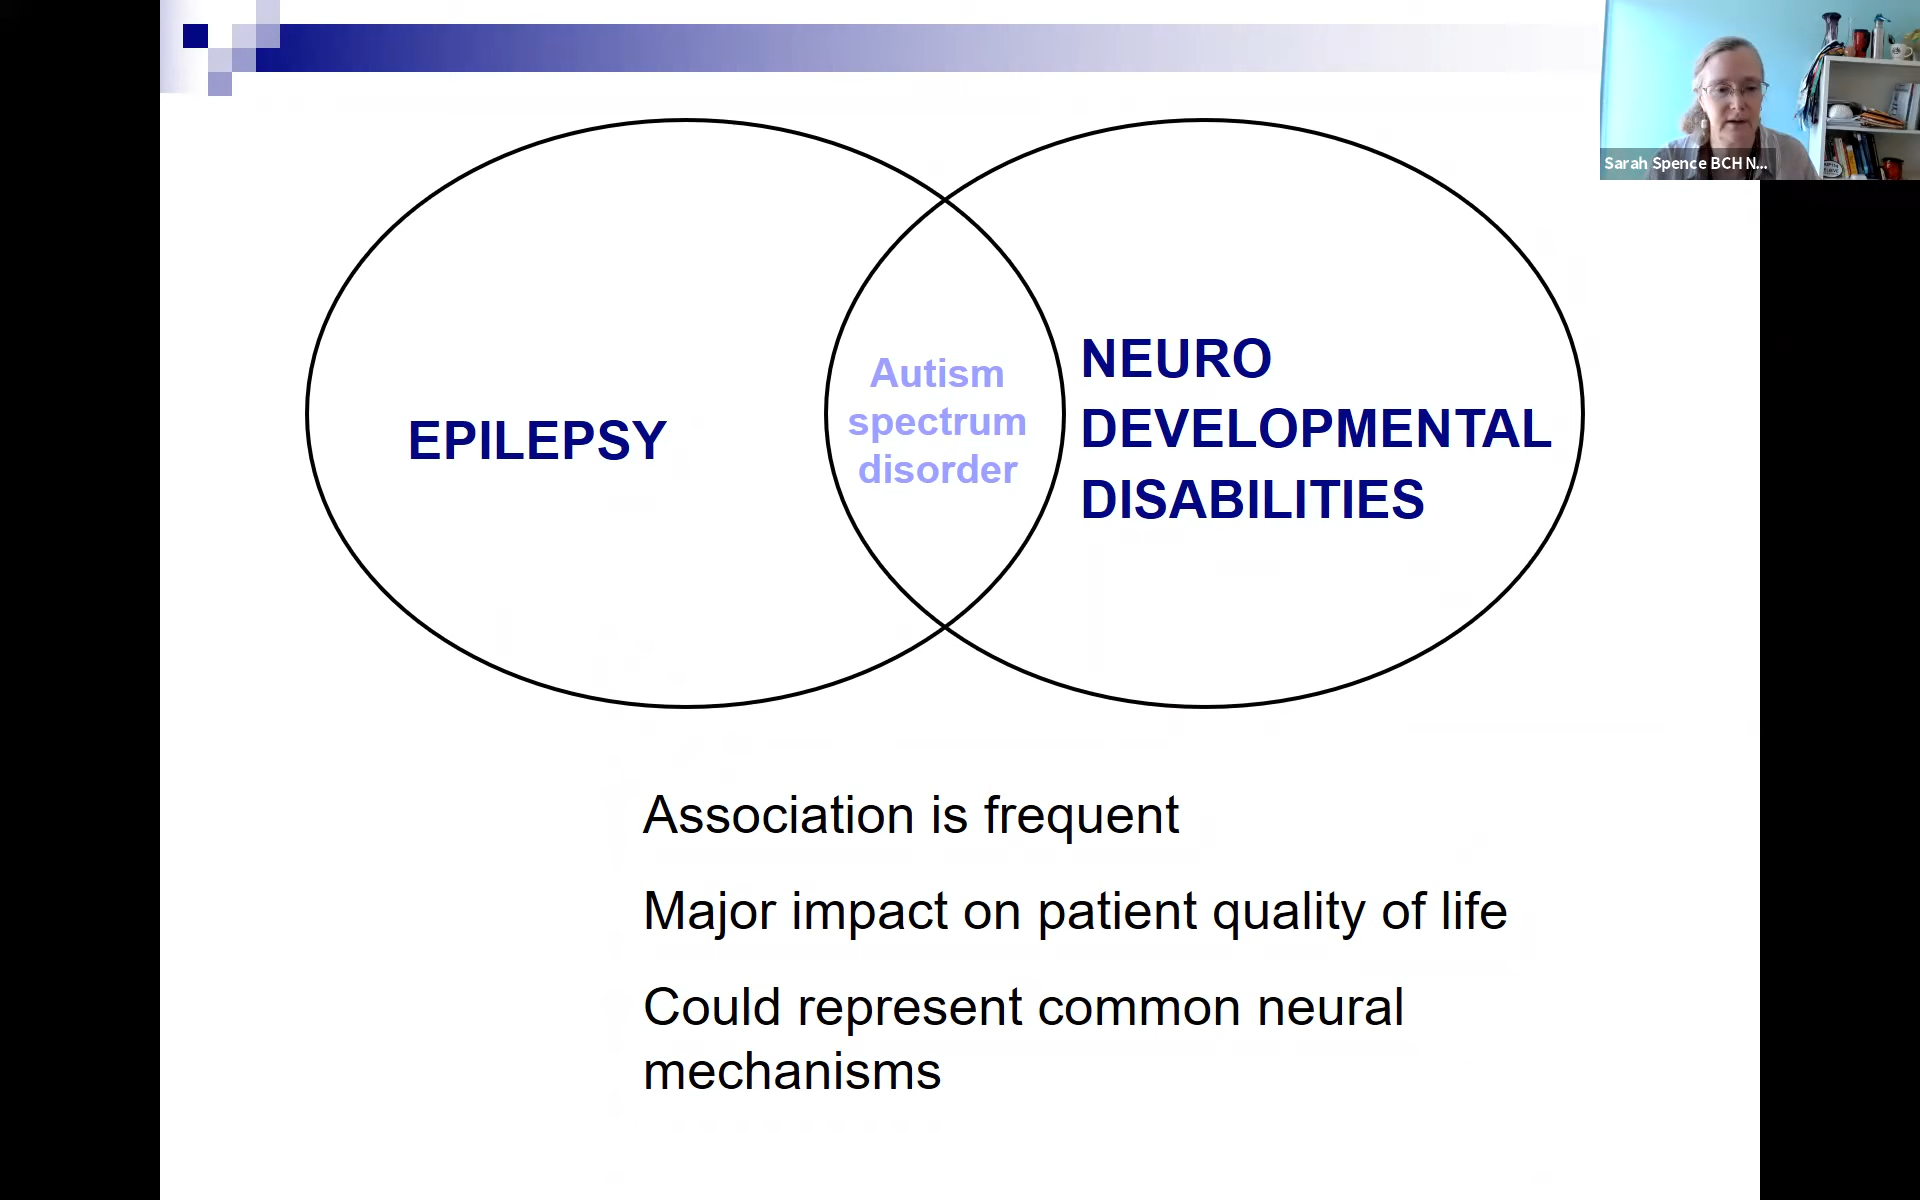 Sarah Spence BCH N...
EPILEPSY
Autism
spectrum
disorder
NEURO
DEVELOPMENTAL
DISABILITIES
Association is frequent
Major impact on patient quality of life
Could represent common neural
mechanisms